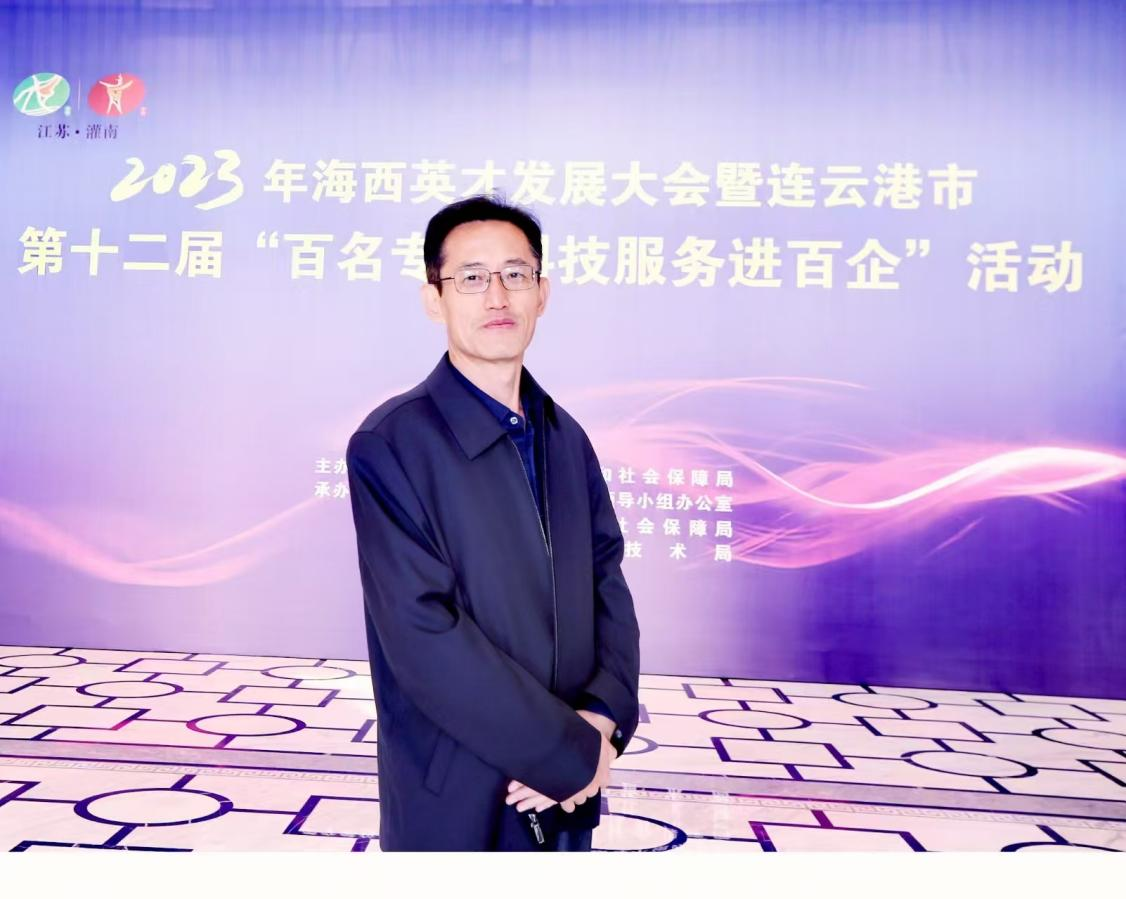 江苏·灌南
2023年海西英才发展大会暨连云港市
第十二届“百名专 科技服务进百企”活动
主办 和社会保障局
承办 领导小组办公室
社会保障局
技术局